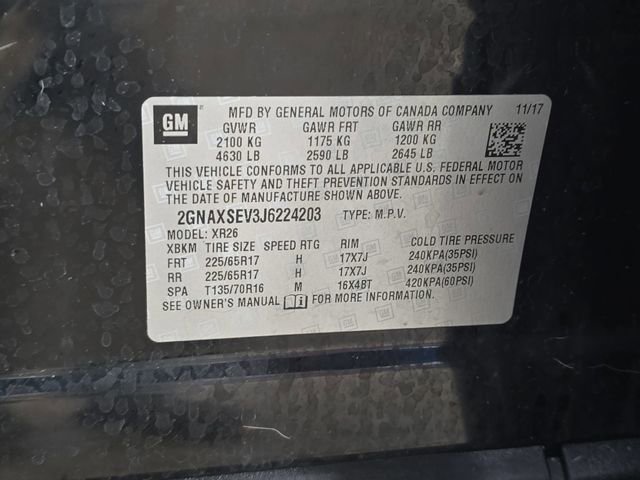 GM MFD BY GENERAL MOTORS OF CANADA COMPANY 11/17
GVWR GAWR FRT GAWR RR
2100 KG 1175 KG 1200 KG
4630 LB 2590 LB 2645 LB
THIS VEHICLE CONFORMS TO ALL APPLICABLE U.S. FEDERAL MOTOR
VEHICLE SAFETY AND THEFT PREVENTION STANDARDS IN EFFECT ON
THE DATE OF MANUFACTURE SHOWN ABOVE.
2GNAXSEV3J6224203 TYPE: M.P.V.
MODEL: XR26
XBKM TIRE SIZE SPEED RTG RIM COLD TIRE PRESSURE
FRT 225/65R17 H 17X7J 240KPA(35PSI)
RR 225/65R17 H 17X7J 240KPA(35PSI)
SPA T135/70R16 M 16X4BT 420KPA(60PSI)
SEE OWNER'S MANUAL FOR MORE INFORMATION.